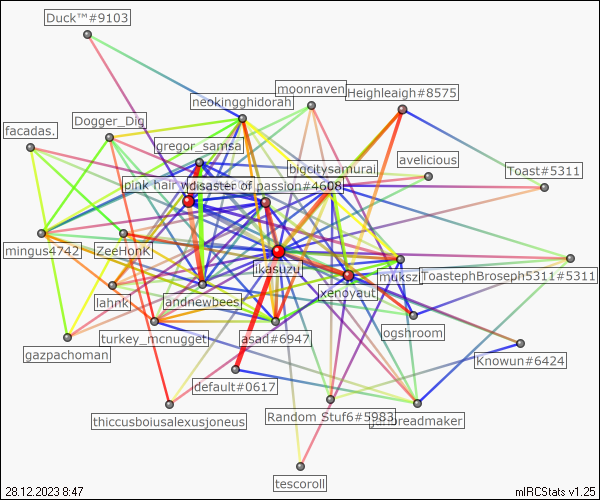 Duck™#9103
moonraven
Heighleaigh#8575
neokingghidorah
Dogger_Dig
facadas.
gregor_samsa
avelicious
bigcitysamurai
Toast#5311
pink hair w
disaster of passion#4608
mingus4742
ZeeHonK
ikasuzu
muksz
ToastephBroseph5311#5311
xenoyaut
lahnk
andnewbees
ogshroom
turkey_mcnugget
asad#6947
gazpachoman
Knowun#6424
default#0617
thiccusboiusalexusjoneus
Random Stuf6#5983
breadmaker
tescoroll
28.12.2023 8:47
mIRCStats v1.25